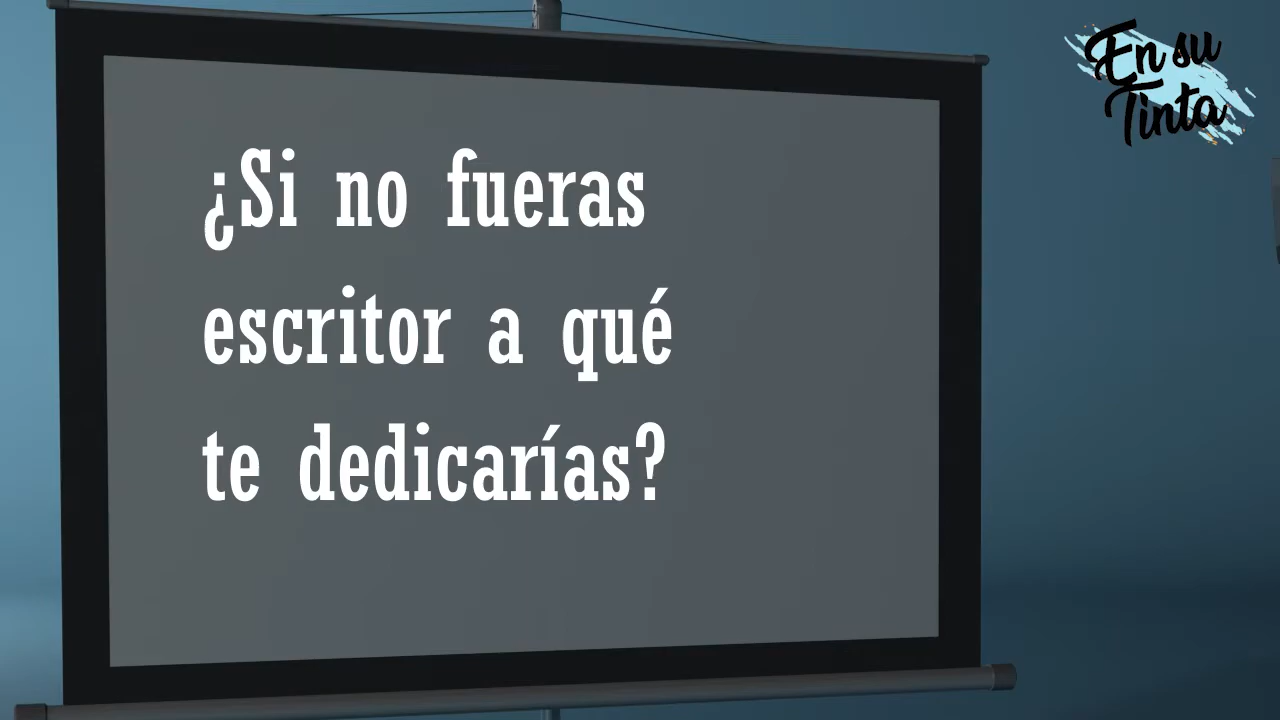 ¿Si no fueras
escritor a qué
te dedicarías?
En su
Tinta